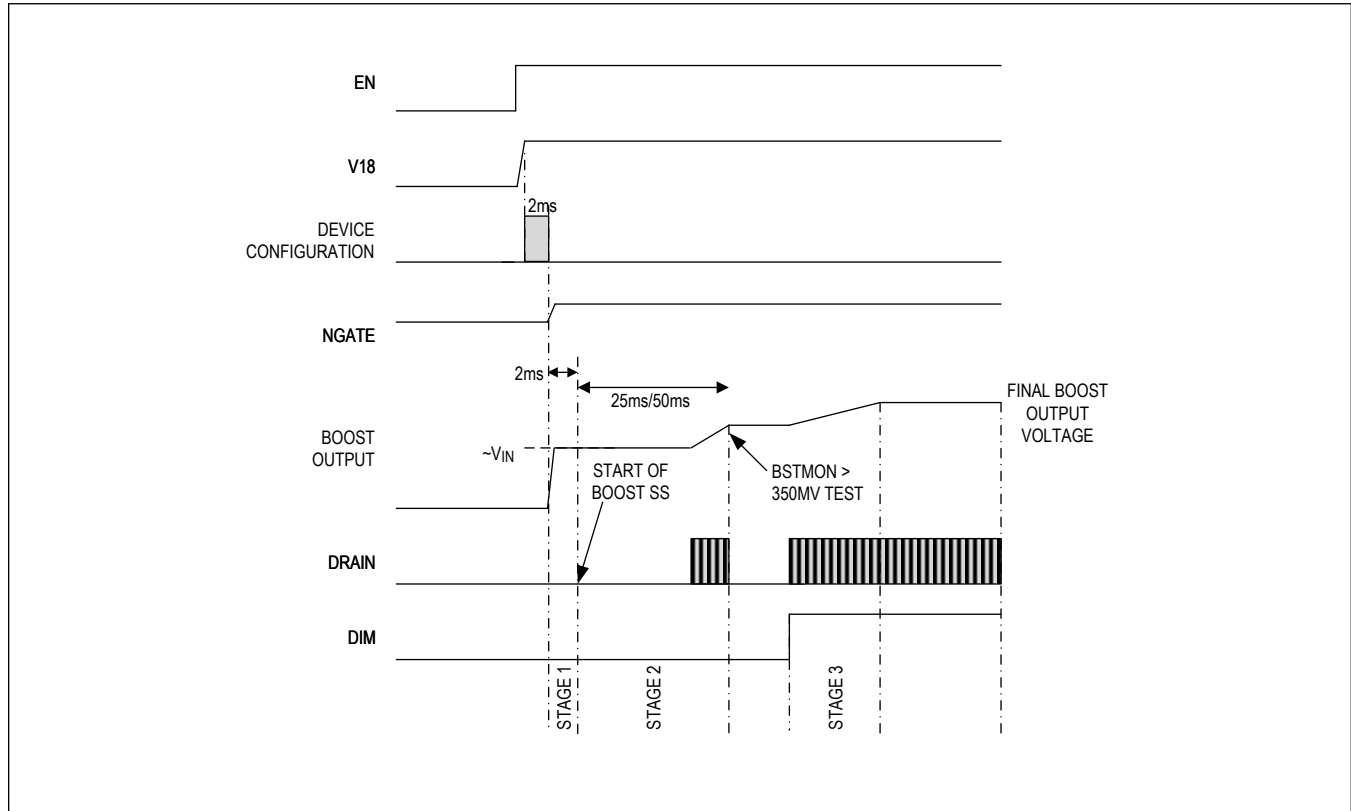 EN
V18
2ms
DEVICE
CONFIGURATION
NGATE
2ms
25ms/50ms
FINAL BOOST
OUTPUT
VOLTAGE
BOOST
OUTPUT
~VIN
START OF
BOOST SS
BSTMON >
350MV TEST
DRAIN
DIM
STAGE 1
STAGE 2
STAGE 3